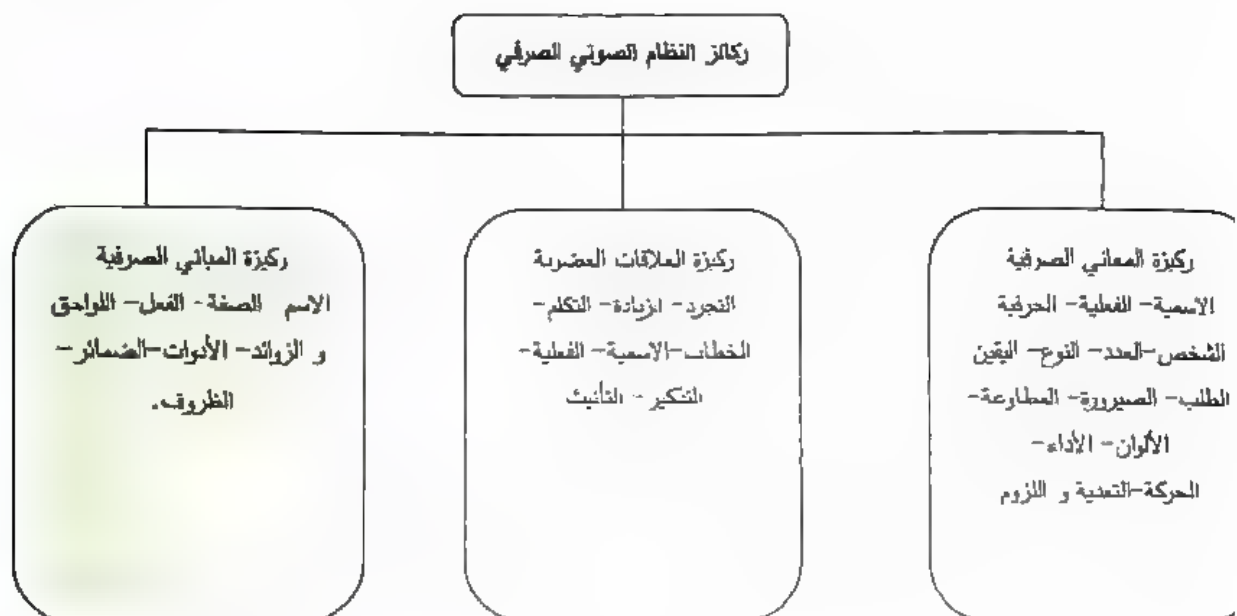 ركائز النظام الصوتي الصرفي
ركيزة المعاني الصرفية
الاسمية- الفعلية- الحرفية
الشخص-العدد- النوع- اليقين
الطلب- الصيرورة- المطاوعة-
الألوان- الأداء-
الحركة-التعدية و اللزوم
ركيزة العلاقات العضوية
التجرد- الزيادة- التكلم-
الخطاب-الاسمية- الفعلية-
التذكير- التأنيث
ركيزة المباني الصرفية
الاسم الصفة- الفعل- اللواحق
و الزوائد- الأدوات-الضمائر-
الظروف.